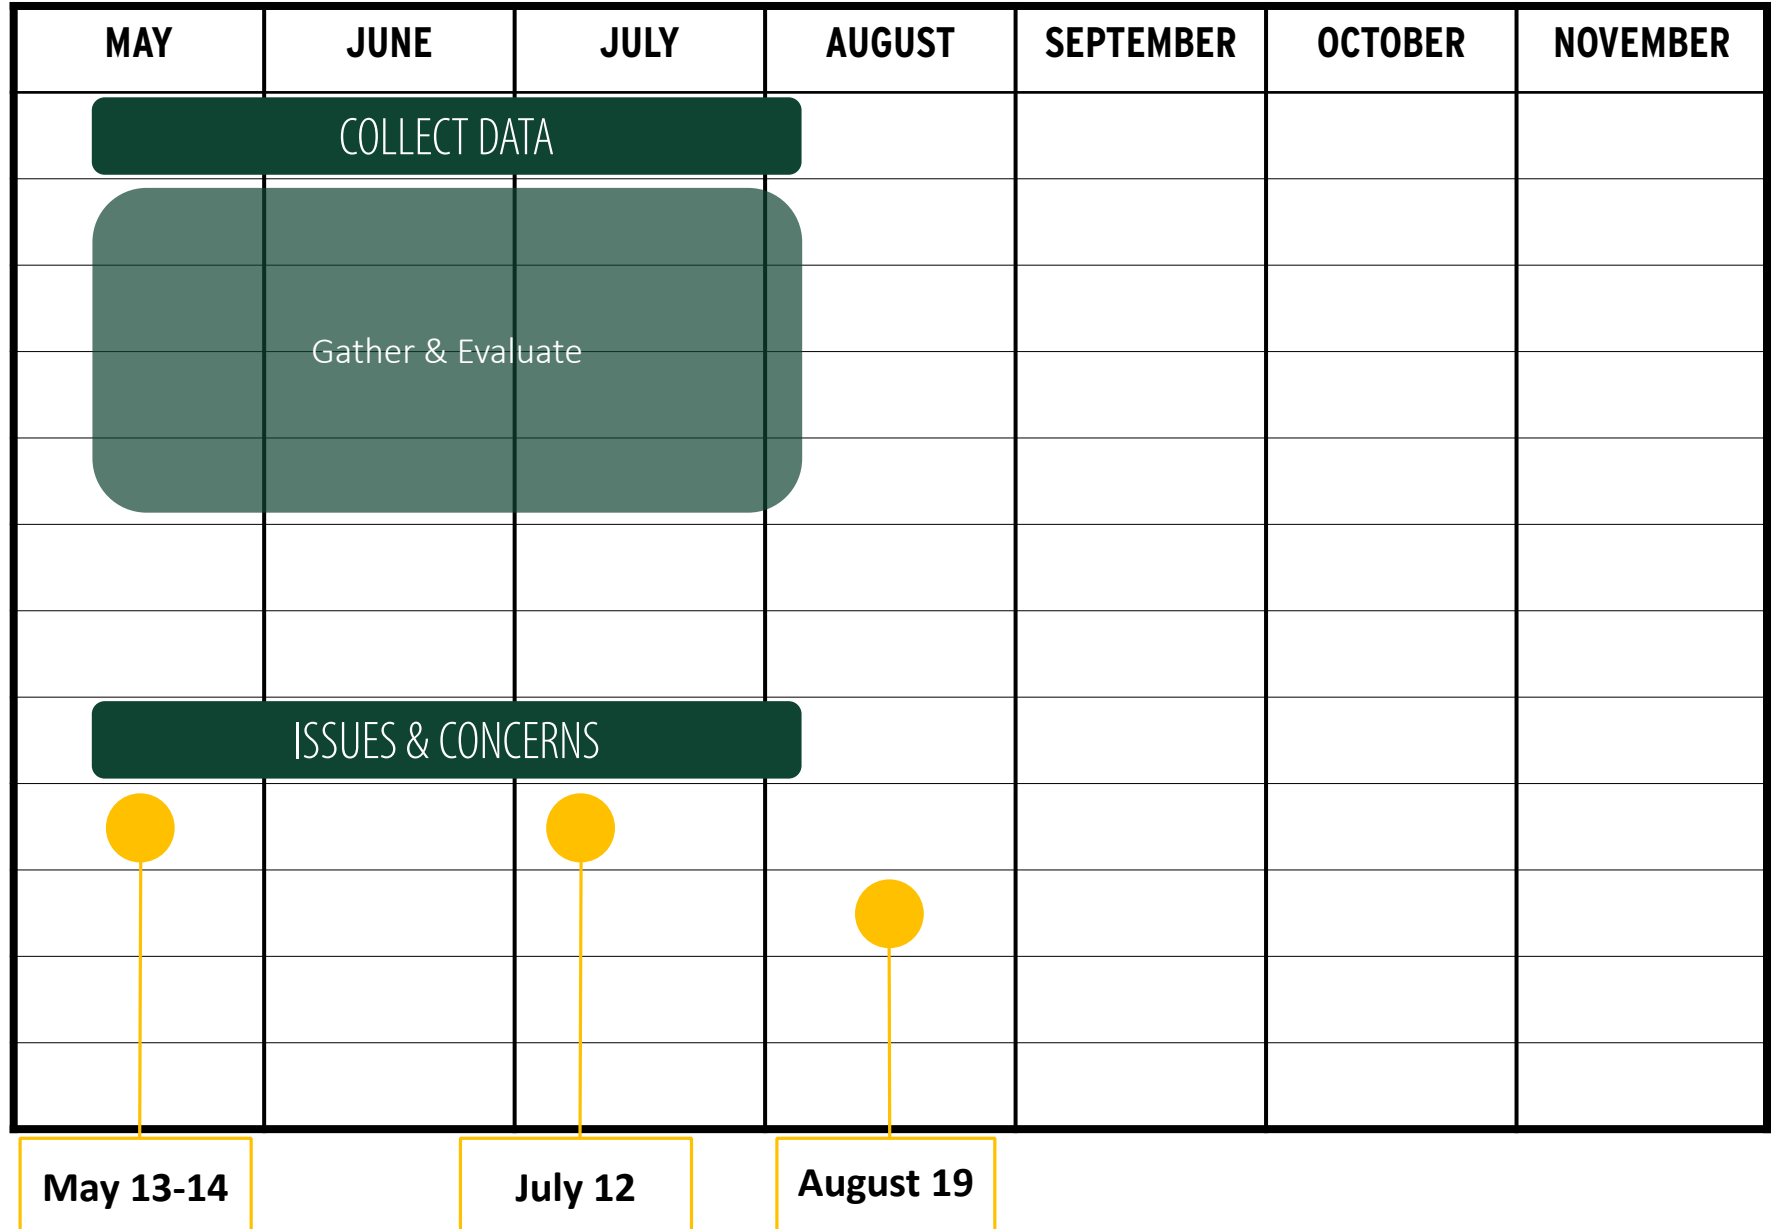 MAY JUNE JULY AUGUST SEPTEMBER OCTOBER NOVEMBER
COLLECT DATA
Gather & Evaluate
ISSUES & CONCERNS
May 13-14 July 12 August 19